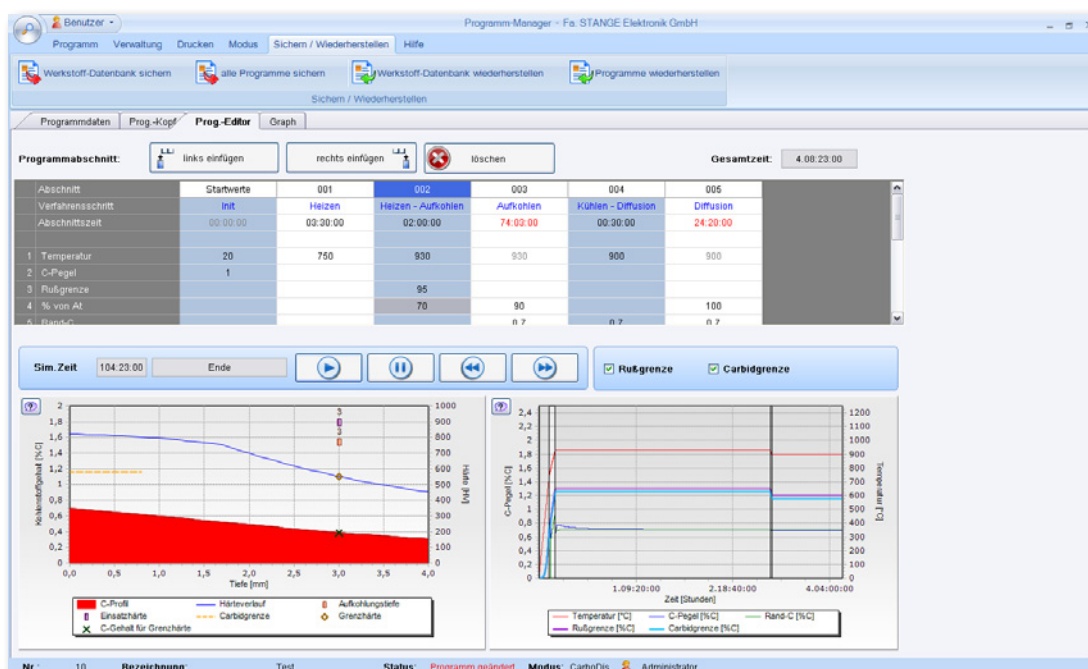 Benutzer Programm-Manager - Fa. STANGE Elektronik GmbH
Programm Verwaltung Drucken Modus Sichern / Wiederherstellen Hilfe
Werkstoff-Datenbank sichern alle Programme sichern Werkstoff-Datenbank wiederherstellen Programme wiederherstellen
Sichern / Wiederherstellen
Programmdaten Prog.-Kopf Prog.-Editor Graph
Programmabschnitt: links einfügen rechts einfügen löschen Gesamtzeit: 4.08:23:00
Abschnitt Startwerte 001 002 003 004 005
Verfahrensschritt Init Heizen Heizen - Aufkohlen Aufkohlen Kühlen - Diffusion Diffusion
Abschnittszeit 00:00:00 03:30:00 02:00:00 74:03:00 00:30:00 24:20:00
1 Temperatur 20 750 930 930 900 900
2 C-Pegel 1
3 Rußgrenze 95
4 % von At 70 90 100
5 Rand-C 0.7 0.7 0.7
Sim.Zeit 104:23:00 Ende Rußgrenze Carbidgrenze
2 1000
1,8 900
1,6 800
1,4 700
1,2 600
1 500
0,8 400
0,6 300
0,4 200
0,2 100
0 0
3
3
Kohlenstoffgehalt [%C]
Härte [HV]
0,0 0,5 1,0 1,5 2,0 2,5 3,0 3,5 4,0
Tiefe [mm]
C-Profil Härteverlauf Aufkohlungstiefe
Einsatzhärte Carbidgrenze Grenzhärte
C-Gehalt für Grenzhärte
2,4 1200
2,2 1100
2 1000
1,8 900
1,6 800
1,4 700
1,2 600
1 500
0,8 400
0,6 300
0,4 200
0,2 100
0 0
C-Pegel [%C]
Temperatur [°C]
1.09:20:00 2.18:40:00 4.04:00:00
Zeit [Stunden]
Temperatur [°C] C-Pegel [%C] Rand-C [%C]
Rußgrenze [%C] Carbidgrenze [%C]
Nr.: 10 Bezeichnung: Test Status: Programm geändert Modus: CarboDis Administrator